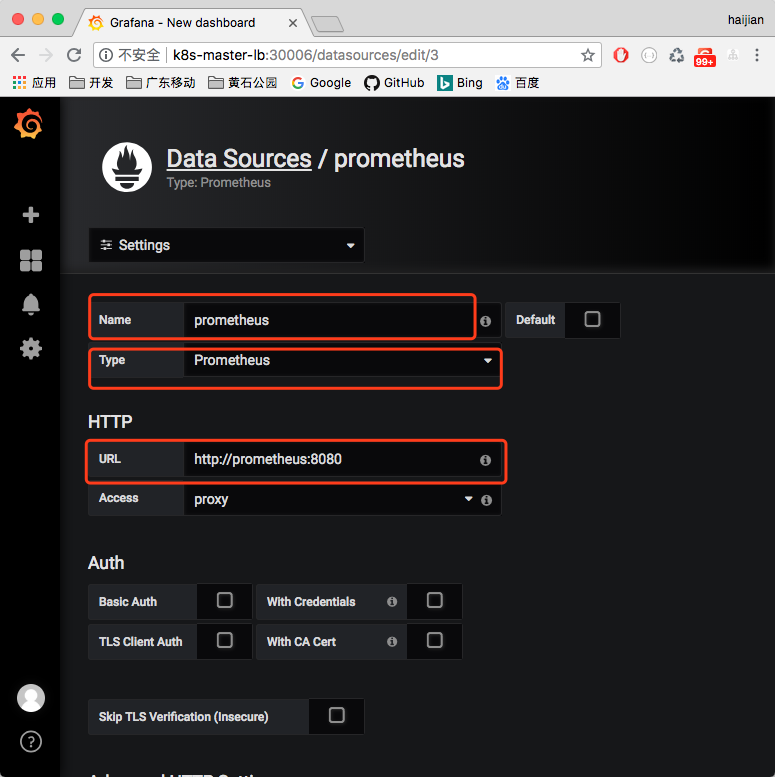 Grafana - New dashboard
haijian
不安全 k8s-master-lb:30006/datasources/edit/3
99+
应用 开发 广东移动 黄石公园 Google GitHub Bing 百度
Data Sources / prometheus
Type: Prometheus
Settings
Name prometheus Default
Type Prometheus
HTTP
URL http://prometheus:8080
Access proxy
Auth
Basic Auth With Credentials
TLS Client Auth With CA Cert
Skip TLS Verification (Insecure)